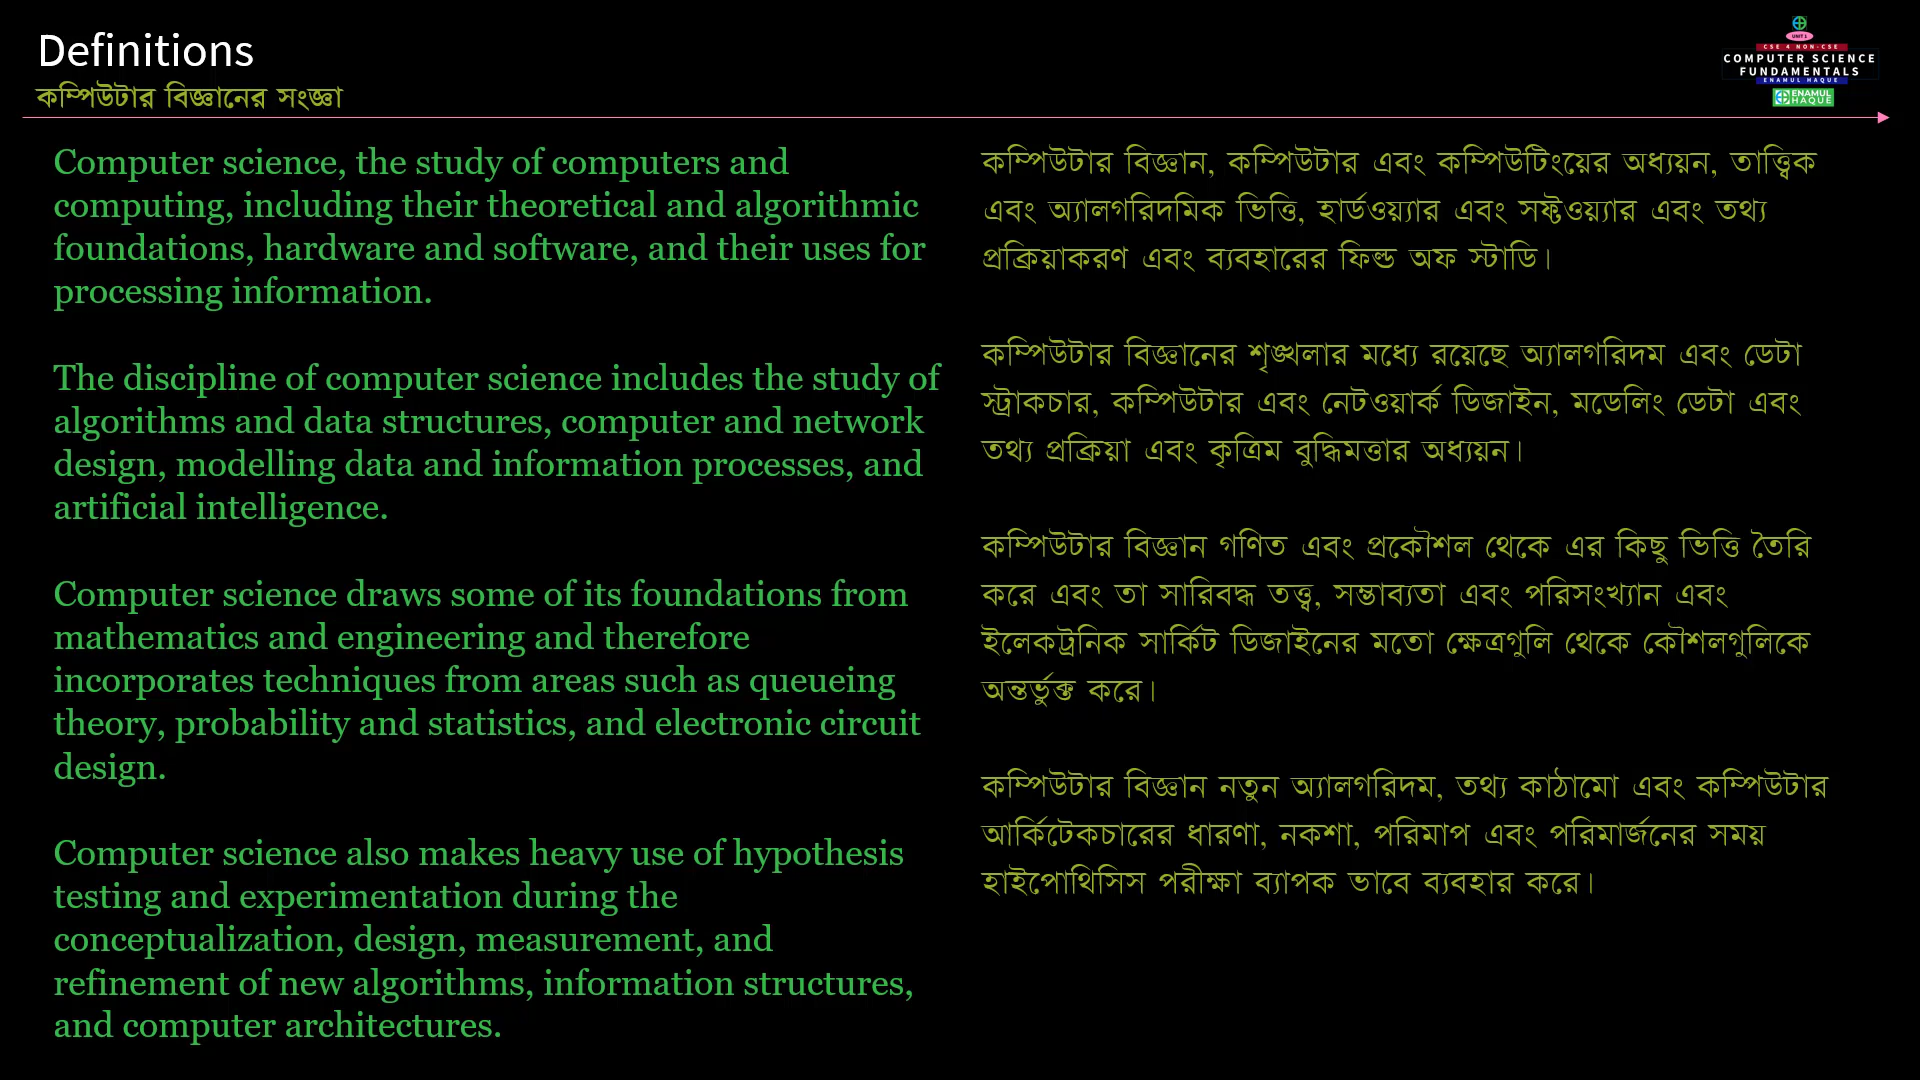 Definitions
কম্পিউটার বিজ্ঞানের সংজ্ঞা
UNIT 1
CSE 4 NON-CSE
COMPUTER SCIENCE
FUNDAMENTALS
ENAMUL HAQUE
ENAMUL
HAQUE
Computer science, the study of computers and
computing, including their theoretical and algorithmic
foundations, hardware and software, and their uses for
processing information.
The discipline of computer science includes the study of
algorithms and data structures, computer and network
design, modelling data and information processes, and
artificial intelligence.
Computer science draws some of its foundations from
mathematics and engineering and therefore
incorporates techniques from areas such as queueing
theory, probability and statistics, and electronic circuit
design.
Computer science also makes heavy use of hypothesis
testing and experimentation during the
conceptualization, design, measurement, and
refinement of new algorithms, information structures,
and computer architectures.
কম্পিউটার বিজ্ঞান, কম্পিউটার এবং কম্পিউটিংয়ের অধ্যয়ন, তাত্ত্বিক
এবং অ্যালগরিদমিক ভিত্তি, হার্ডওয়্যার এবং সফ্টওয়্যার এবং তথ্য
প্রক্রিয়াকরণ এবং ব্যবহারের ফিল্ড অফ স্টাডি।
কম্পিউটার বিজ্ঞানের শৃঙ্খলার মধ্যে রয়েছে অ্যালগরিদম এবং ডেটা
স্ট্রাকচার, কম্পিউটার এবং নেটওয়ার্ক ডিজাইন, মডেলিং ডেটা এবং
তথ্য প্রক্রিয়া এবং কৃত্রিম বুদ্ধিমত্তার অধ্যয়ন।
কম্পিউটার বিজ্ঞান গণিত এবং প্রকৌশল থেকে এর কিছু ভিত্তি তৈরি
করে এবং তা সারিবদ্ধ তত্ত্ব, সম্ভাব্যতা এবং পরিসংখ্যান এবং
ইলেকট্রনিক সার্কিট ডিজাইনের মতো ক্ষেত্রগুলি থেকে কৌশলগুলিকে
অন্তর্ভুক্ত করে।
কম্পিউটার বিজ্ঞান নতুন অ্যালগরিদম, তথ্য কাঠামো এবং কম্পিউটার
আর্কিটেকচারের ধারণা, নকশা, পরিমাপ এবং পরিমার্জনের সময়
হাইপোথিসিস পরীক্ষা ব্যাপক ভাবে ব্যবহার করে।